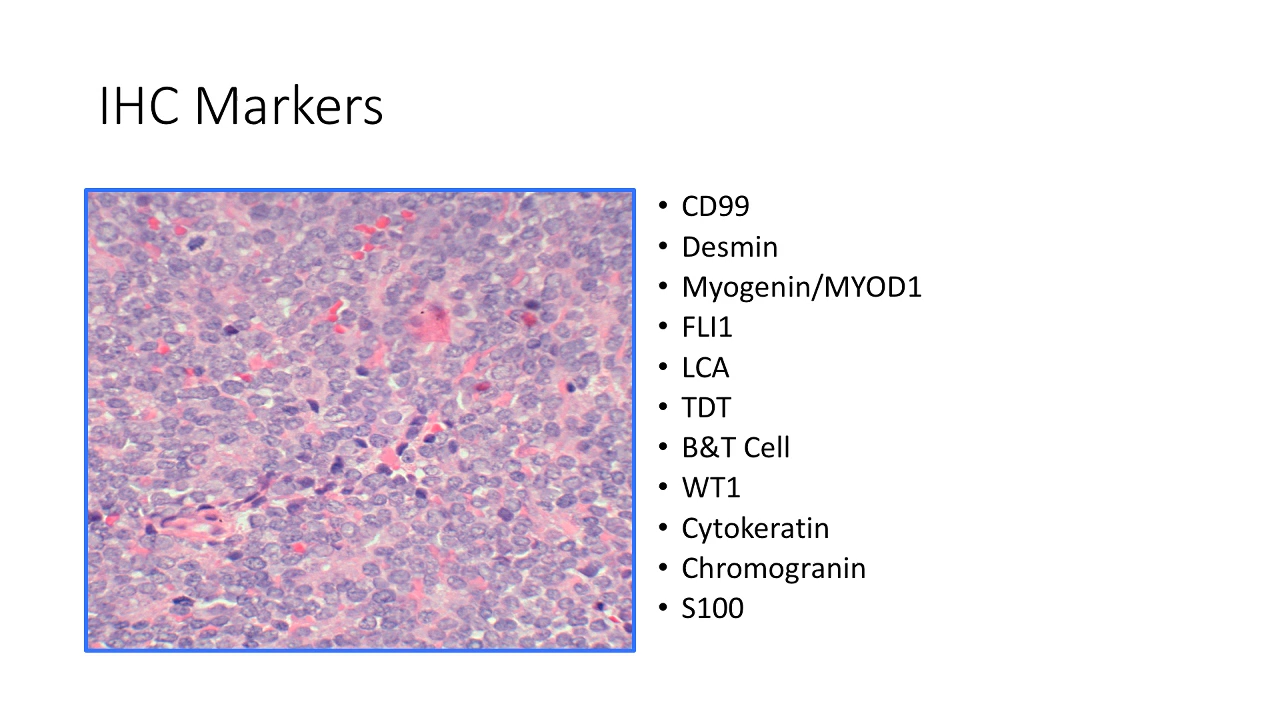 IHC Markers
• CD99
• Desmin
• Myogenin/MYOD1
• FLI1
• LCA
• TDT
• B&T Cell
• WT1
• Cytokeratin
• Chromogranin
• S100